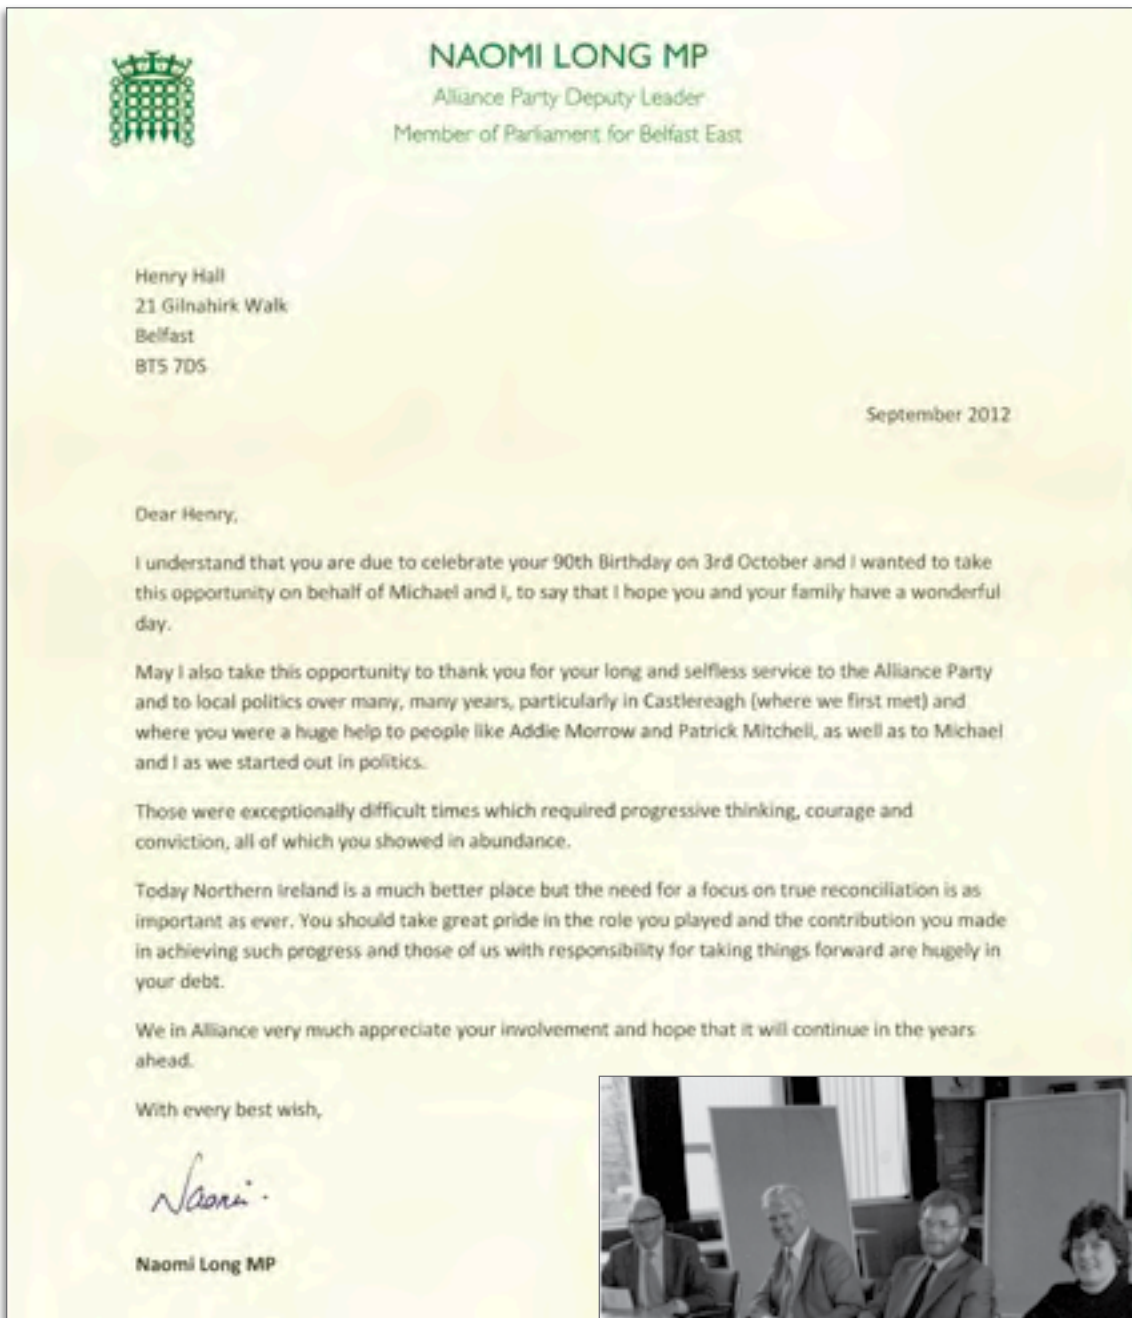 NAOMI LONG MP
Alliance Party Deputy Leader
Member of Parliament for Belfast East
Henry Hall
21 Gilnahirk Walk
Belfast
BT5 7DS
September 2012
Dear Henry,
I understand that you are due to celebrate your 90th Birthday on 3rd October and I wanted to take
this opportunity on behalf of Michael and I, to say that I hope you and your family have a wonderful
day.
May I also take this opportunity to thank you for your long and selfless service to the Alliance Party
and to local politics over many, many years, particularly in Castlereagh (where we first met) and
where you were a huge help to people like Addie Morrow and Patrick Mitchell, as well as to Michael
and I as we started out in politics.
Those were exceptionally difficult times which required progressive thinking, courage and
conviction, all of which you showed in abundance.
Today Northern Ireland is a much better place but the need for a focus on true reconciliation is as
important as ever. You should take great pride in the role you played and the contribution you made
in achieving such progress and those of us with responsibility for taking things forward are hugely in
your debt.
We in Alliance very much appreciate your involvement and hope that it will continue in the years
ahead.
With every best wish,
Naomi.
Naomi Long MP